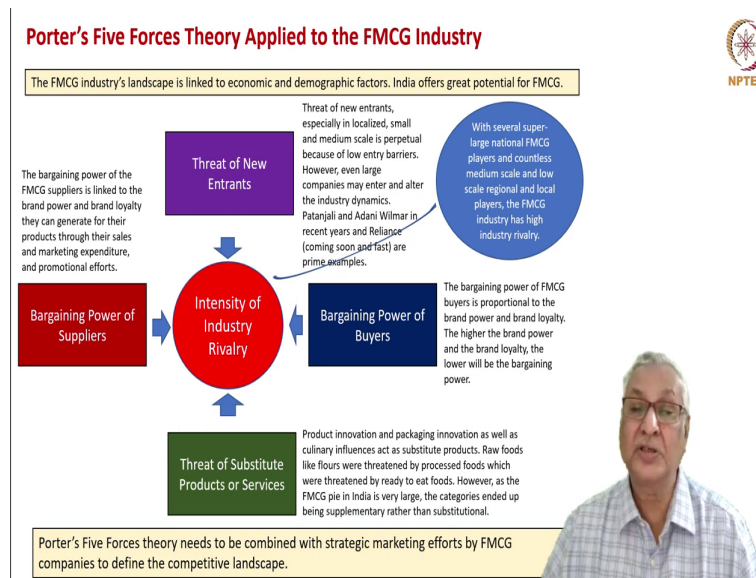 Porter's Five Forces Theory Applied to the FMCG Industry
NPTE
The FMCG industry's landscape is linked to economic and demographic factors. India offers great potential for FMCG.
Threat of New
Entrants
Threat of new entrants,
especially in localized, small
and medium scale is perpetual
because of low entry barriers.
However, even large
companies may enter and alter
the industry dynamics.
Patanjali and Adani Wilmar in
recent years and Reliance
(coming soon and fast) are
prime examples.
With several super-
large national FMCG
players and countless
medium scale and low
scale regional and local
players, the FMCG
industry has high
industry rivalry.
The bargaining power of the
FMCG suppliers is linked to the
brand power and brand loyalty
they can generate for their
products through their sales
and marketing expenditure,
and promotional efforts.
Bargaining Power of
Suppliers
Intensity of
Industry
Rivalry
Bargaining Power of
Buyers
The bargaining power of FMCG
buyers is proportional to the
brand power and brand loyalty.
The higher the brand power
and the brand loyalty, the
lower will be the bargaining
power.
Threat of Substitute
Products or Services
Product innovation and packaging innovation as well as
culinary influences act as substitute products. Raw foods
like flours were threatened by processed foods which
were threatened by ready to eat foods. However, as the
FMCG pie in India is very large, the categories ended up
being supplementary rather than substitutional.
Porter's Five Forces theory needs to be combined with strategic marketing efforts by FMCG
companies to define the competitive landscape.